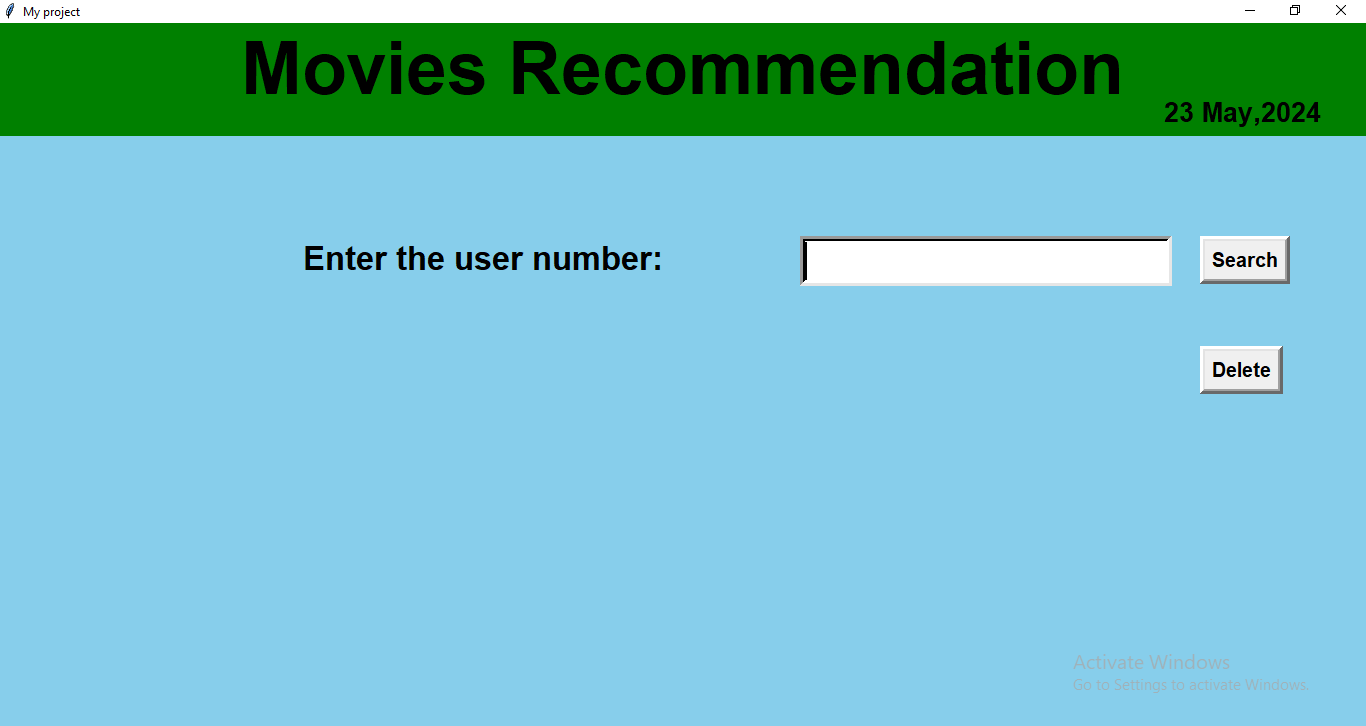 My project
Movies Recommendation
23 May,2024
Enter the user number:
Search
Delete
Activate Windows
Go to Settings to activate Windows.